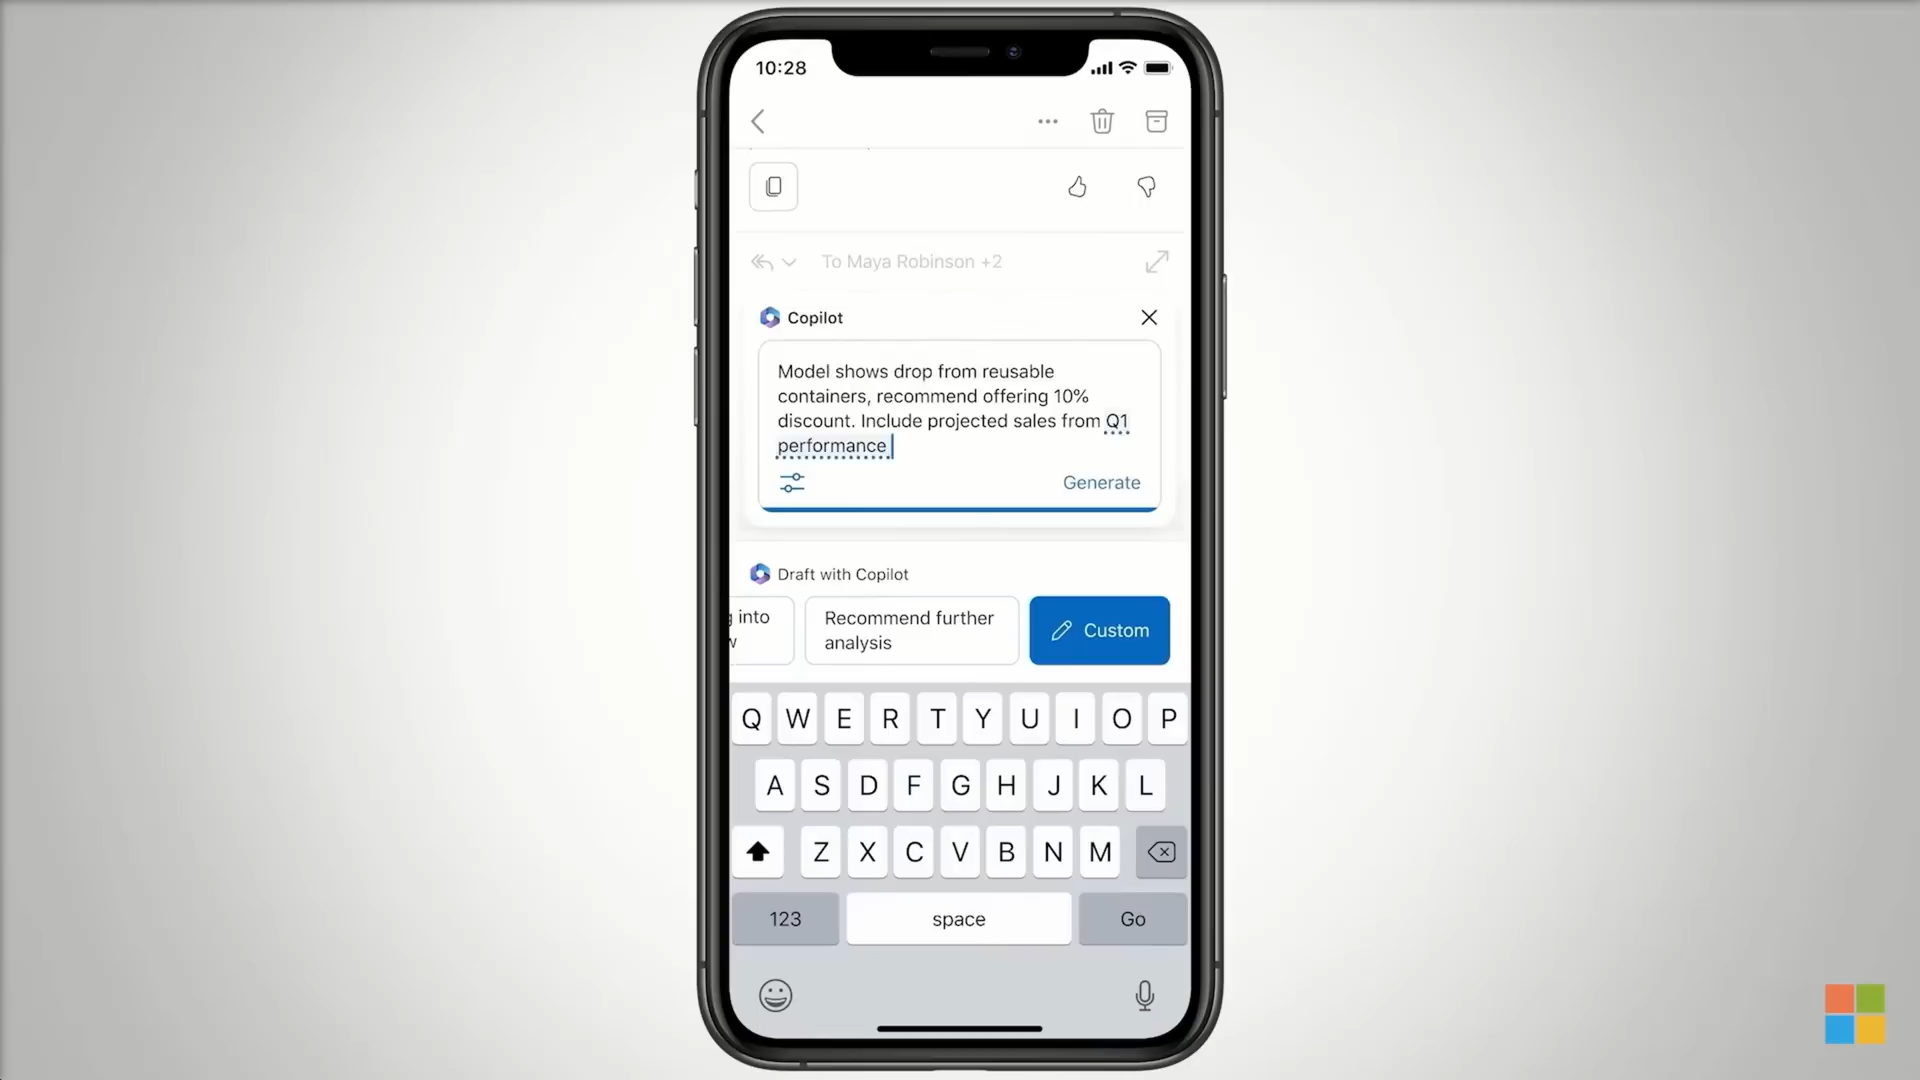 10:28
To Maya Robinson +2
Copilot
Model shows drop from reusable
containers, recommend offering 10%
discount. Include projected sales from Q1
performance
Generate
Draft with Copilot
into
Recommend further
analysis
Custom
Q W E R T Y U I O P
A S D F G H J K L
Z X C V B N M
123 space Go